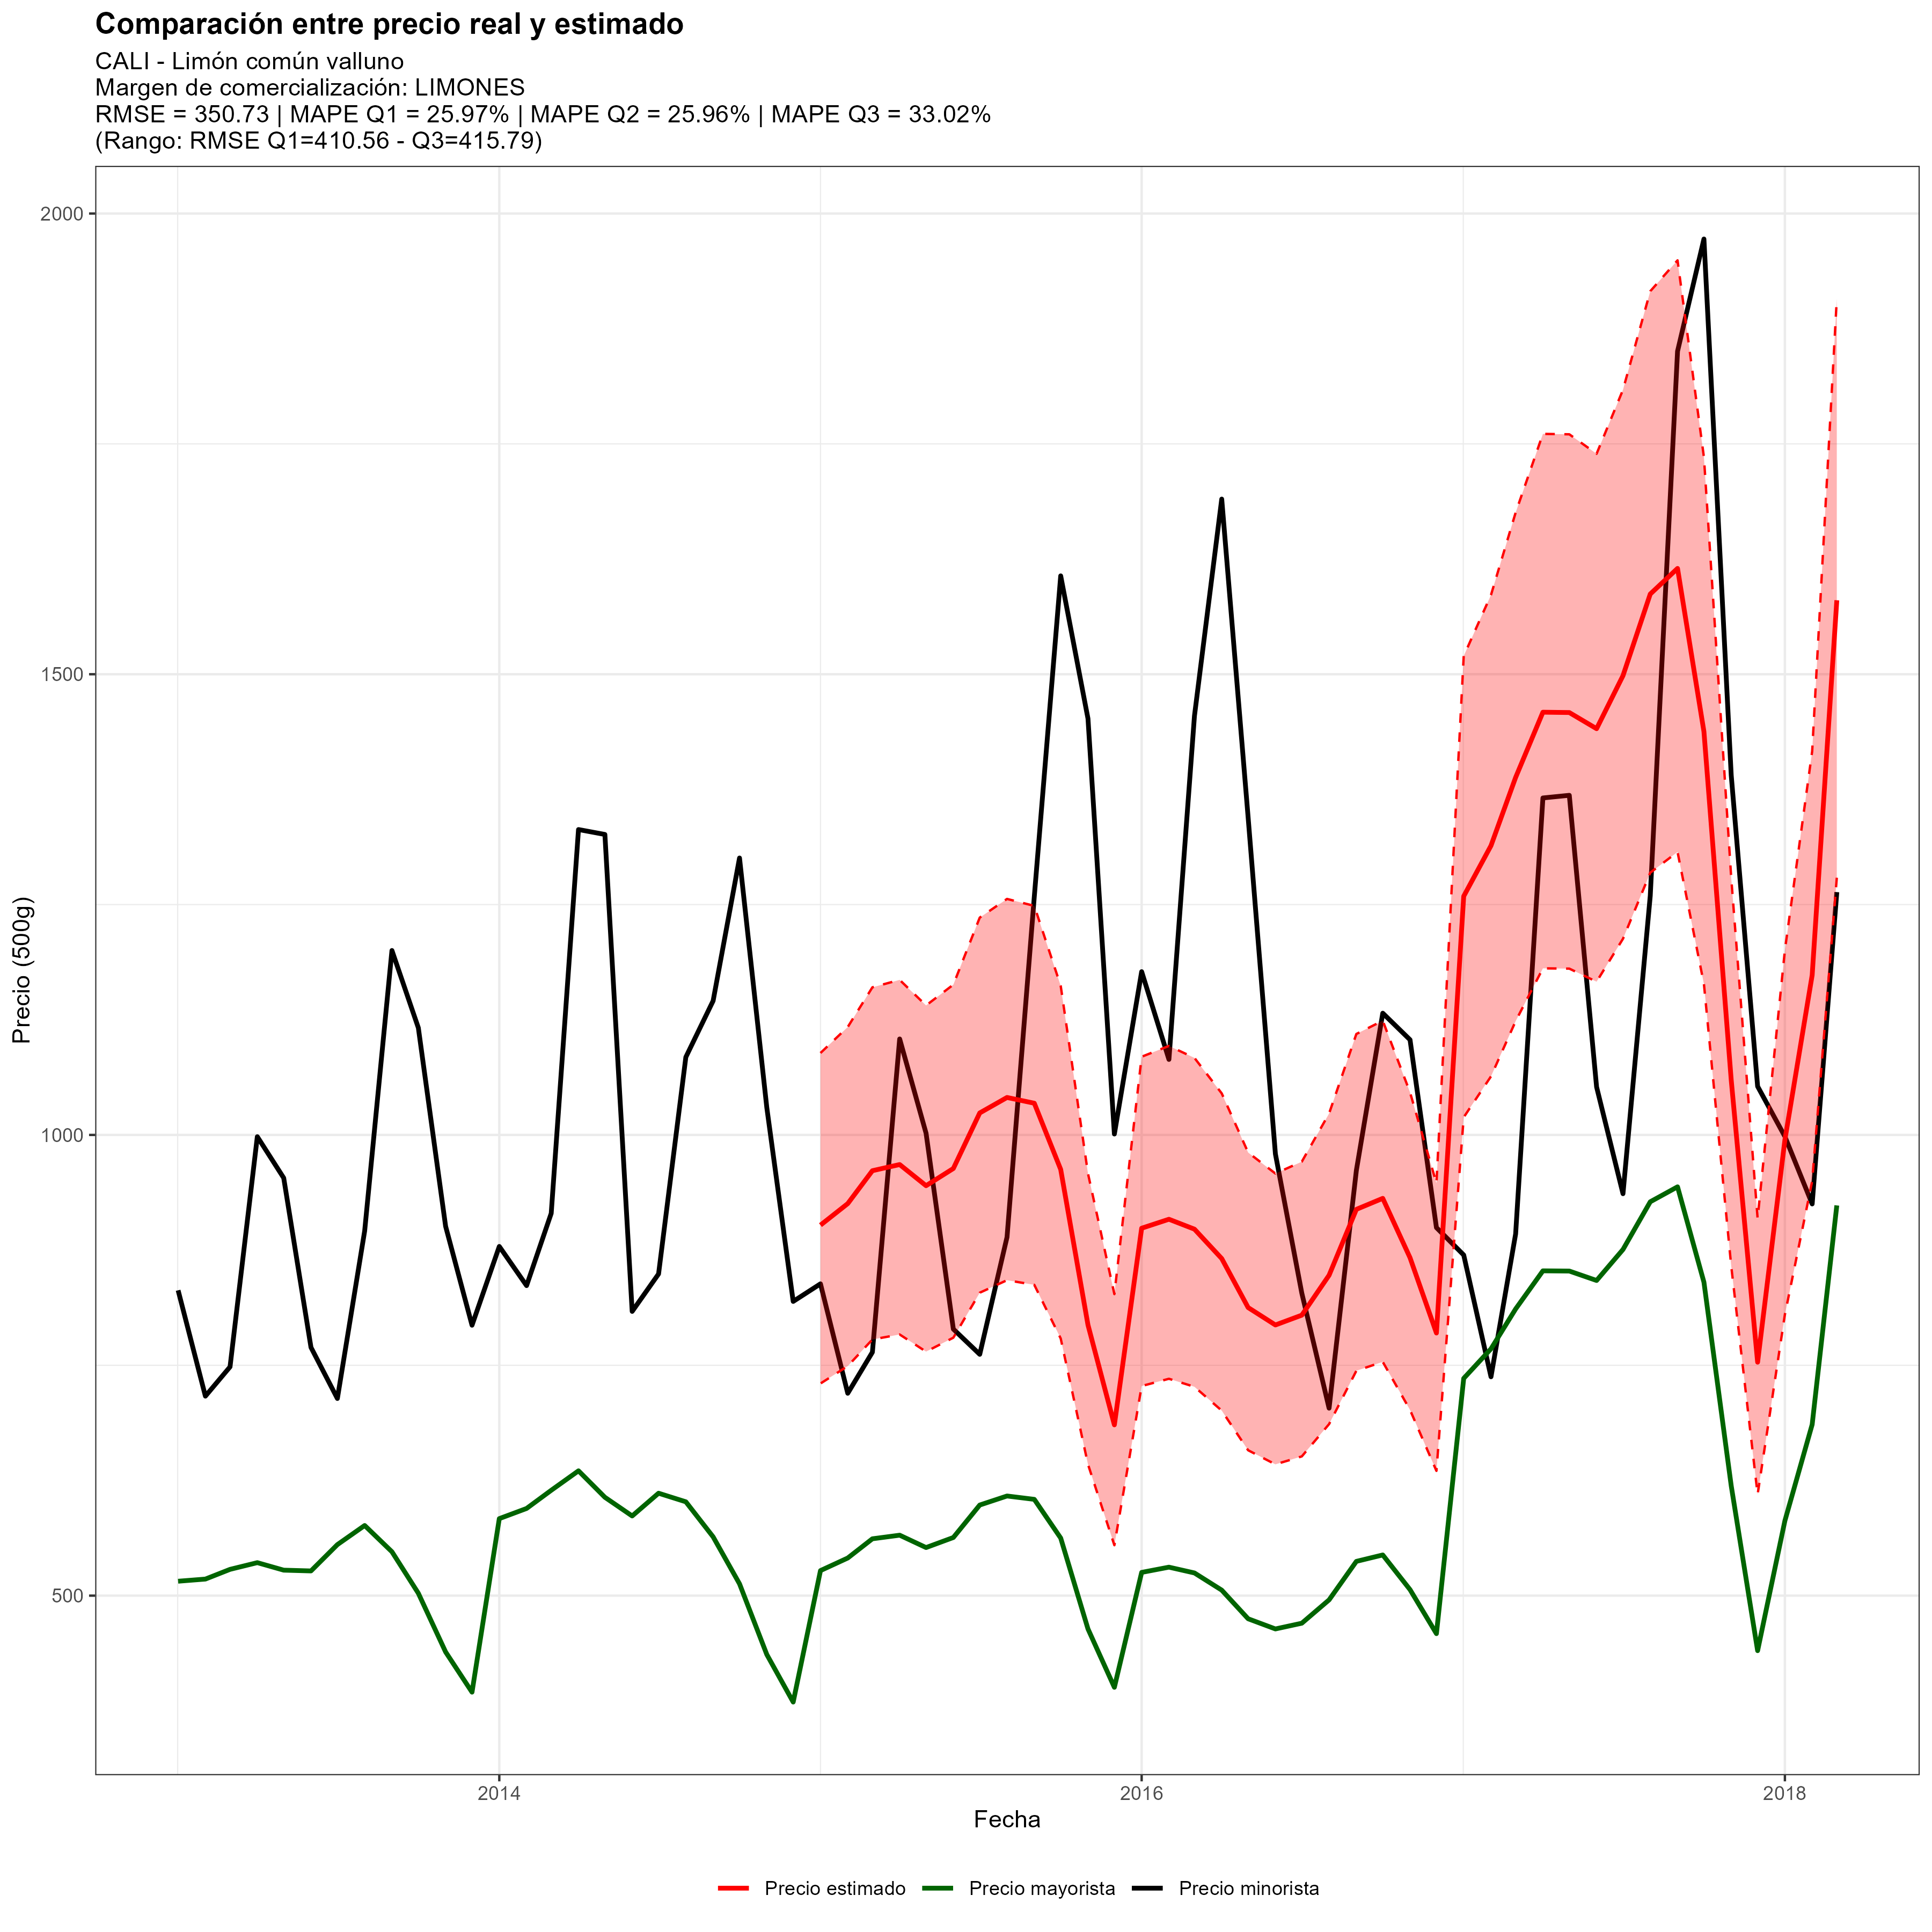 Comparación entre precio real y estimado
CALI - Limón común valluno
Margen de comercialización: LIMONES
RMSE = 350.73 | MAPE Q1 = 25.97% | MAPE Q2 = 25.96% | MAPE Q3 = 33.02%
(Rango: RMSE Q1=410.56 - Q3=415.79)
2000
1500
1000
500
Precio (500g)
2014
2016
2018
Fecha
Precio estimado
Precio mayorista
Precio minorista